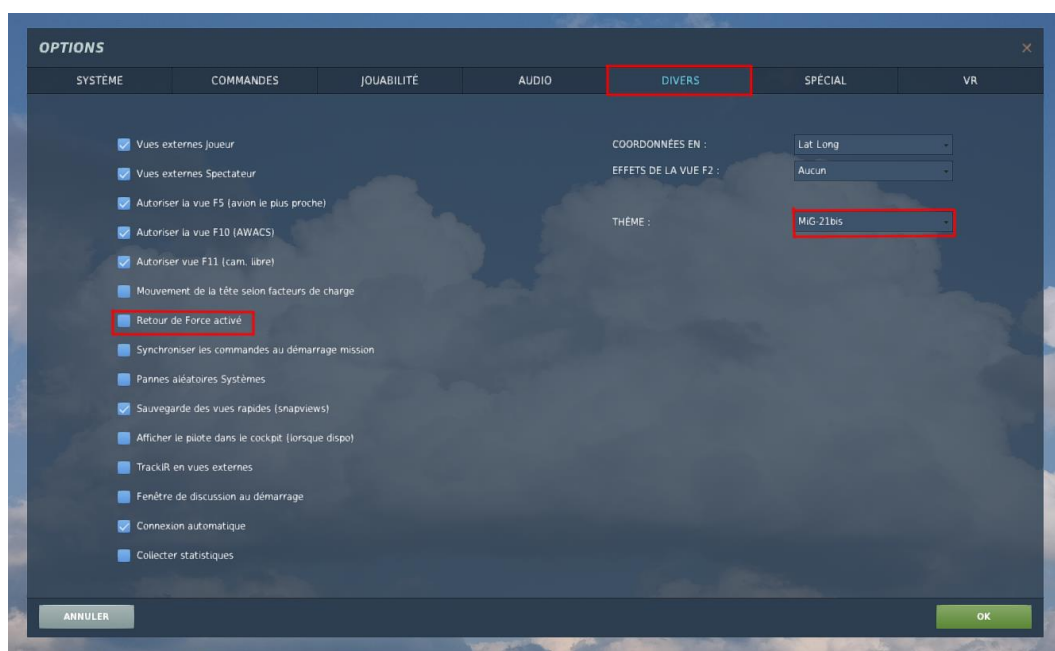 OPTIONS
SYSTÈME COMMANDES JOUABILITÉ AUDIO DIVERS SPÉCIAL VR
Vues externes Joueur
Vues externes Spectateur
Autoriser la vue F5 (avion le plus proche)
Autoriser la vue F10 (AWACS)
Autoriser vue F11 (cam. libre)
Mouvement de la tête selon facteurs de charge
Retour de Force activé
Synchroniser les commandes au démarrage mission
Pannes aléatoires Systèmes
Sauvegarde des vues rapides (snapviews)
Afficher le pilote dans le cockpit (lorsque dispo)
TrackIR en vues externes
Fenêtre de discussion au démarrage
Connexion automatique
Collecter statistiques
COORDONNÉES EN : Lat Long
EFFETS DE LA VUE F2 : Aucun
THÈME : MiG-21bis
ANNULER OK